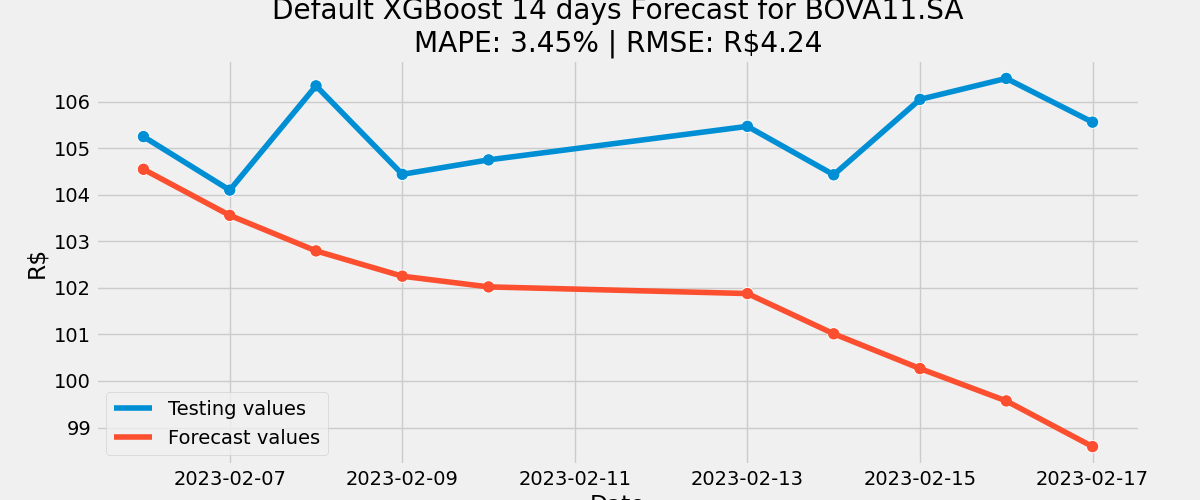 Default XGBoost 14 days Forecast for BOVA11.SA
MAPE: 3.45% | RMSE: R$4.24
R$
106
105
104
103
102
101
100
99
Testing values
Forecast values
2023-02-07
2023-02-09
2023-02-11
2023-02-13
2023-02-15
2023-02-17
Date